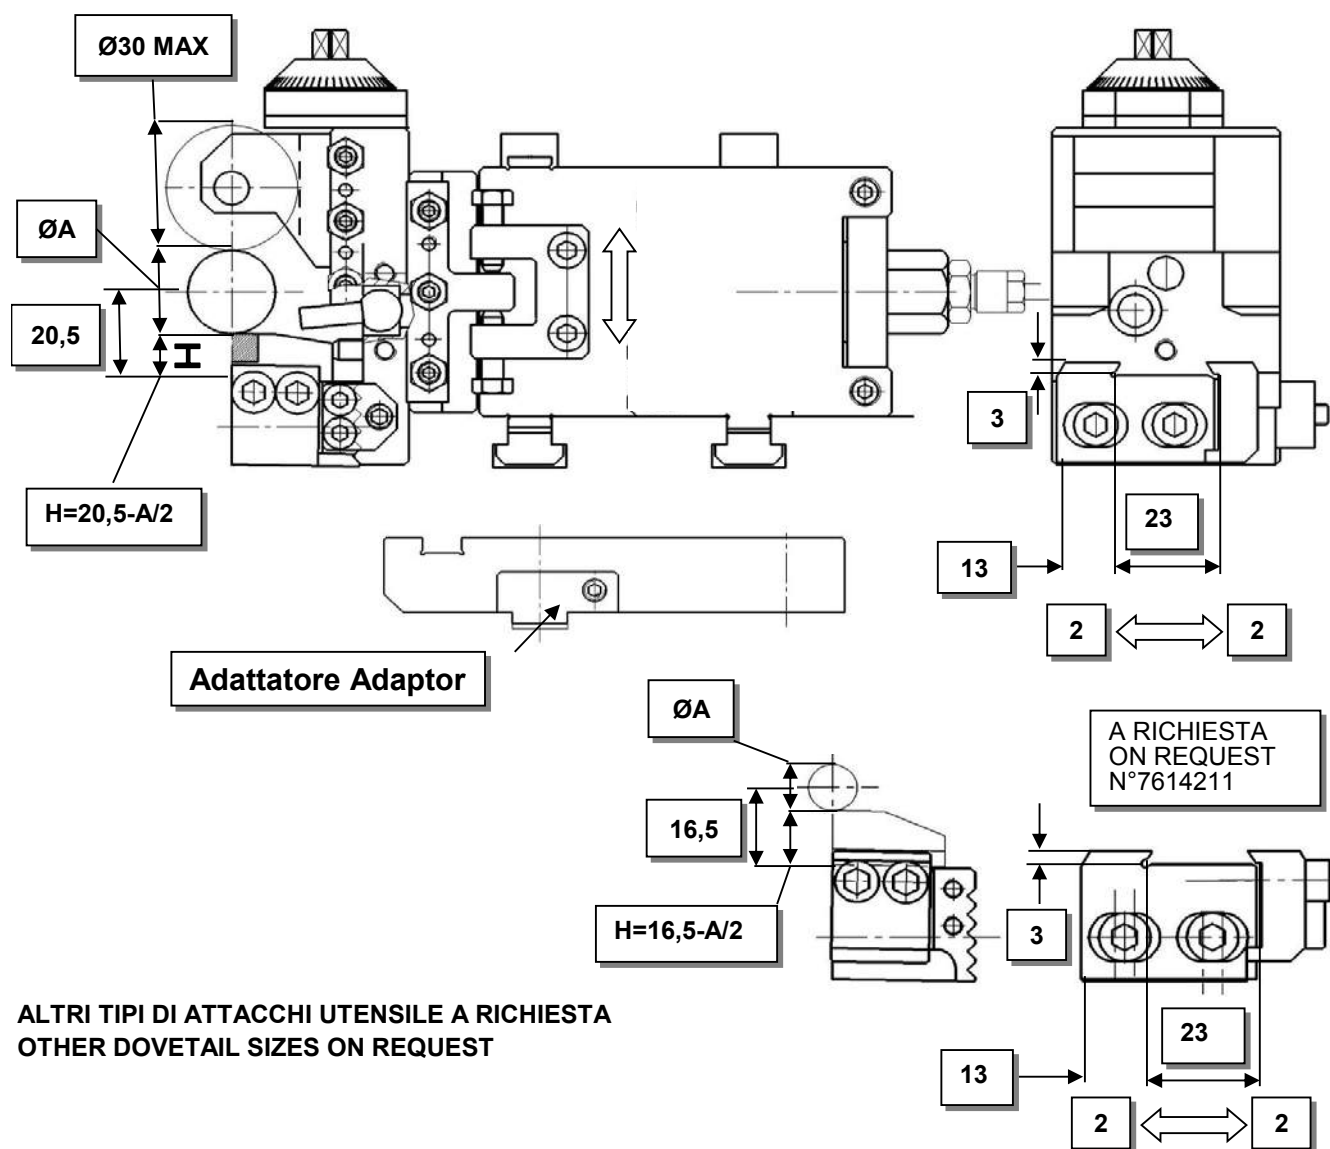 Ø30 MAX
ØA
20,5
H
H=20,5-A/2
3
23
13
2
2
Adattatore Adaptor
ØA
16,5
H=16,5-A/2
A RICHIESTA
ON REQUEST
N°7614211
3
23
13
2
2
ALTRI TIPI DI ATTACCHI UTENSILE A RICHIESTA
OTHER DOVETAIL SIZES ON REQUEST